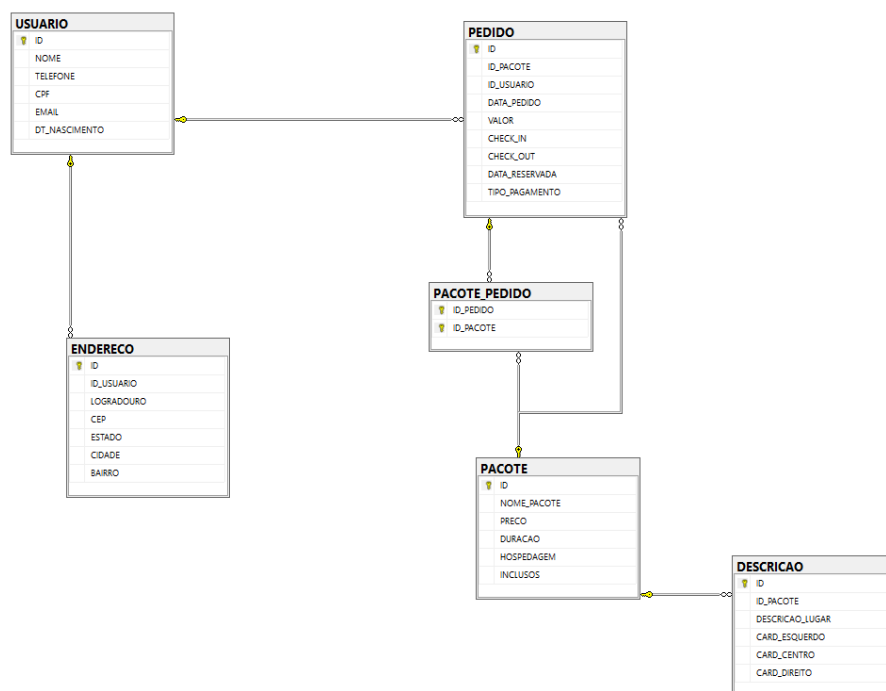 USUARIO
ID
NOME
TELEFONE
CPF
EMAIL
DT_NASCIMENTO
PEDIDO
ID
ID_PACOTE
ID_USUARIO
DATA_PEDIDO
VALOR
CHECK_IN
CHECK_OUT
DATA_RESERVADA
TIPO_PAGAMENTO
PACOTE_PEDIDO
ID_PEDIDO
ID_PACOTE
ENDERECO
ID
ID_USUARIO
LOGRADOURO
CEP
ESTADO
CIDADE
BAIRRO
PACOTE
ID
NOME_PACOTE
PRECO
DURACAO
HOSPEDAGEM
INCLUSOS
DESCRICAO
ID
ID_PACOTE
DESCRICAO_LUGAR
CARD_ESQUERDO
CARD_CENTRO
CARD_DIREITO